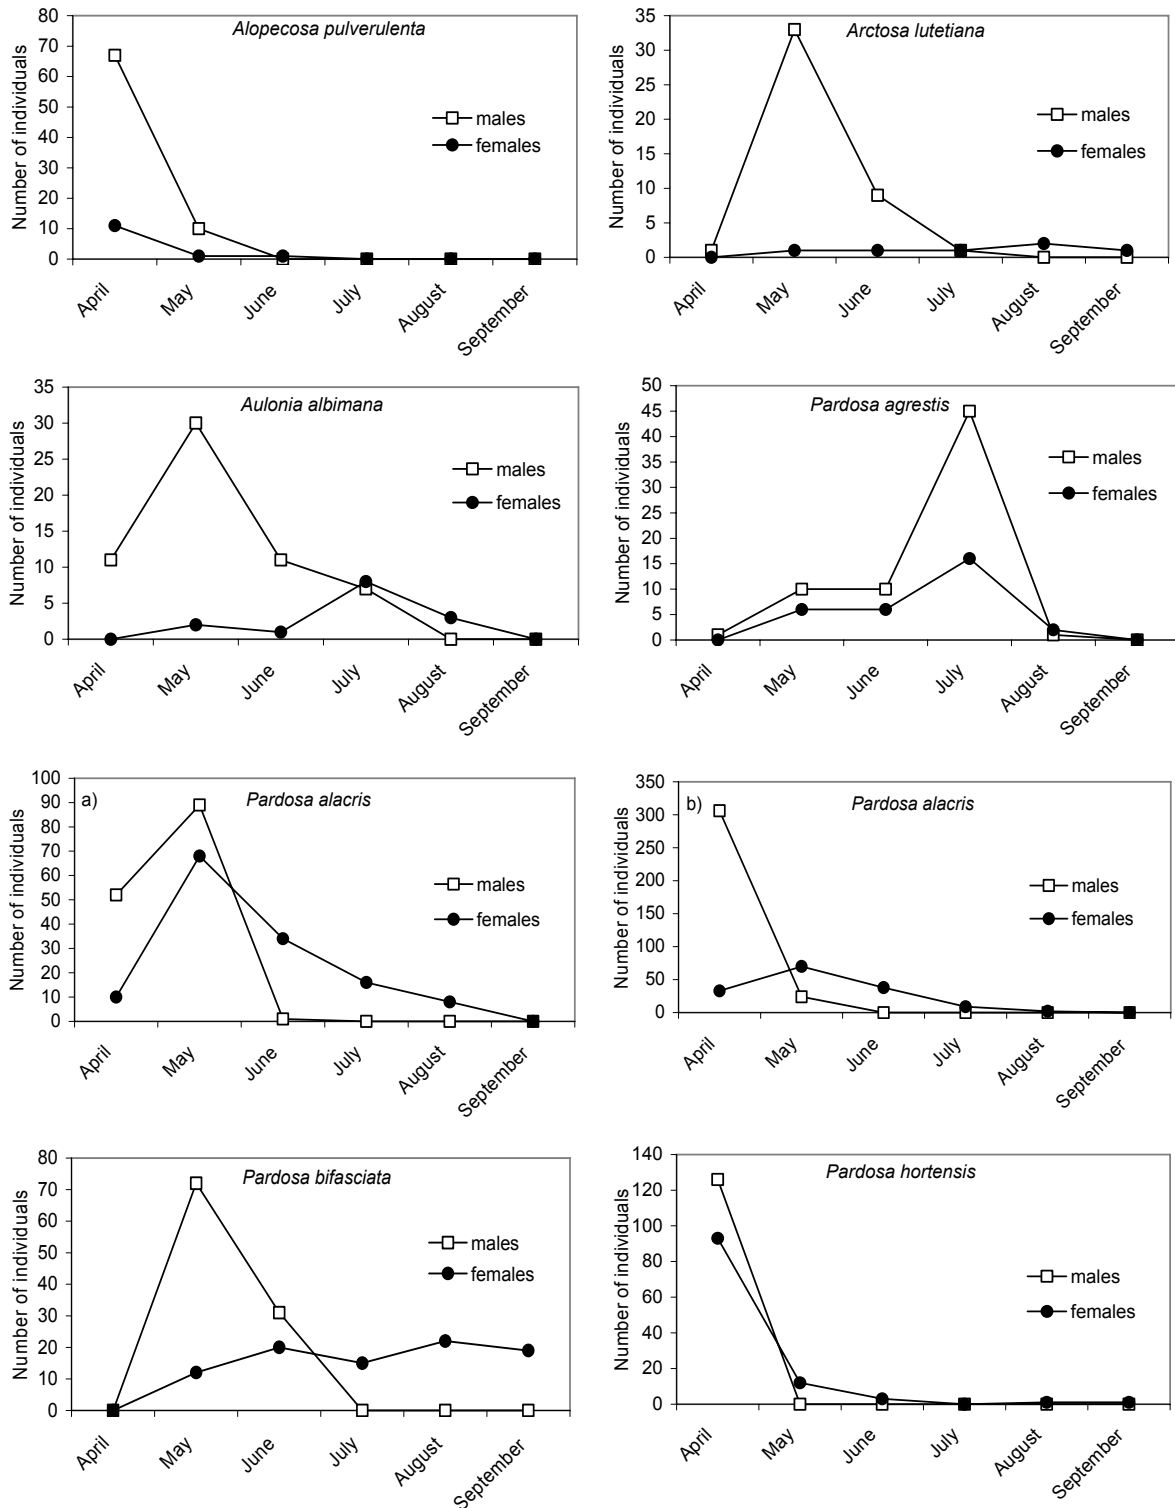 Alopecosa pulverulenta
Number of individuals
80
70
60
50
40
30
20
10
0
males
females
April
May
June
July
August
September
Arctosa lutetiana
Number of individuals
35
30
25
20
15
10
5
0
males
females
April
May
June
July
August
September
Aulonia albimana
Number of individuals
35
30
25
20
15
10
5
0
males
females
April
May
June
July
August
September
Pardosa agrestis
Number of individuals
50
45
40
35
30
25
20
15
10
5
0
males
females
April
May
June
July
August
September
a)
Pardosa alacris
Number of individuals
100
90
80
70
60
50
40
30
20
10
0
males
females
April
May
June
July
August
September
b)
Pardosa alacris
Number of individuals
350
300
250
200
150
100
50
0
males
females
April
May
June
July
August
September
Pardosa bifasciata
Number of individuals
80
70
60
50
40
30
20
10
0
males
females
April
May
June
July
August
September
Pardosa hortensis
Number of individuals
140
120
100
80
60
40
20
0
males
females
April
May
June
July
August
September